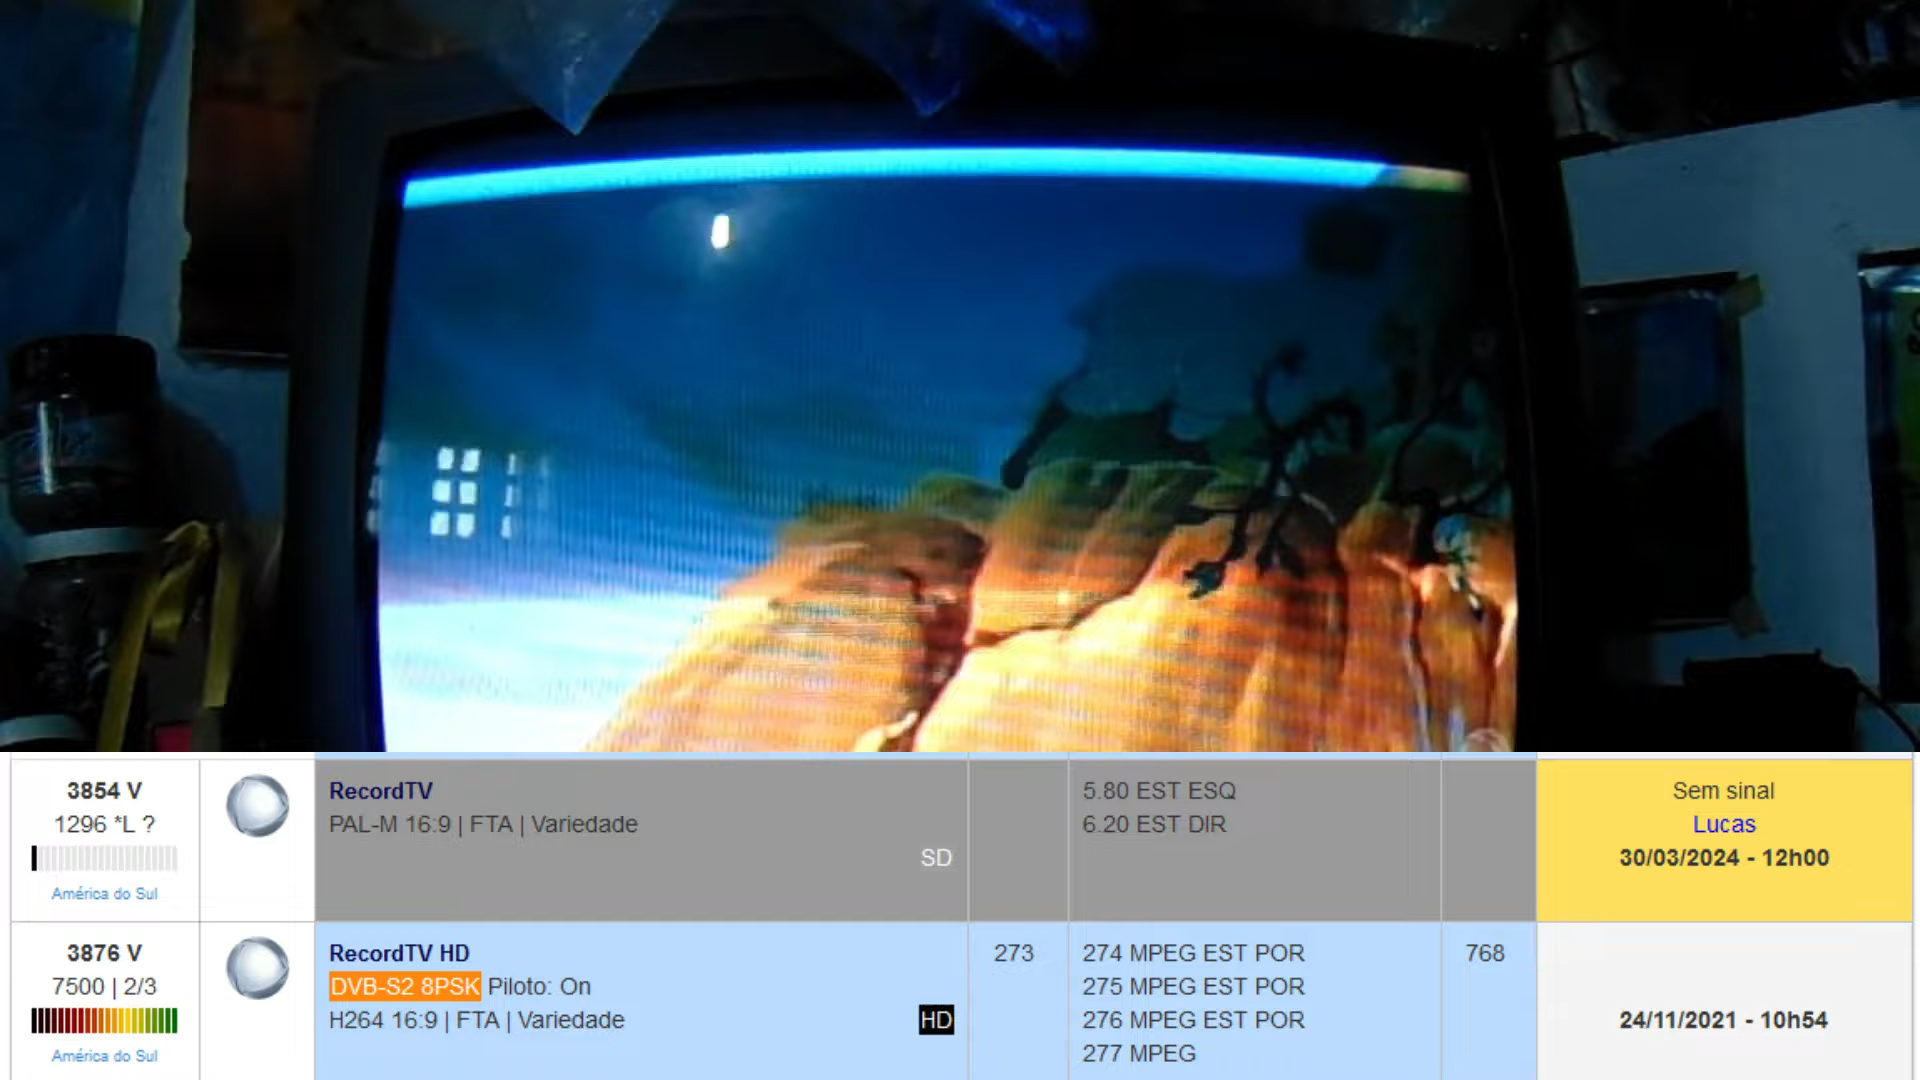 3854 V
1296 *L ?
América do Sul
RecordTV
PAL-M 16:9 | FTA | Variedade
SD
5.80 EST ESQ
6.20 EST DIR
Sem sinal
Lucas
30/03/2024 - 12h00
3876 V
7500 | 2/3
América do Sul
RecordTV HD
DVB-S2 8PSK Piloto: On
H264 16:9 | FTA | Variedade
HD
273
274 MPEG EST POR
275 MPEG EST POR
276 MPEG EST POR
277 MPEG
768
24/11/2021 - 10h54